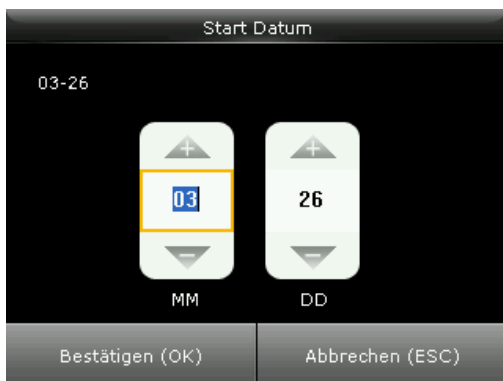 Start Datum
03-26
03 26
MM DD
Bestätigen (OK) Abbrechen (ESC)